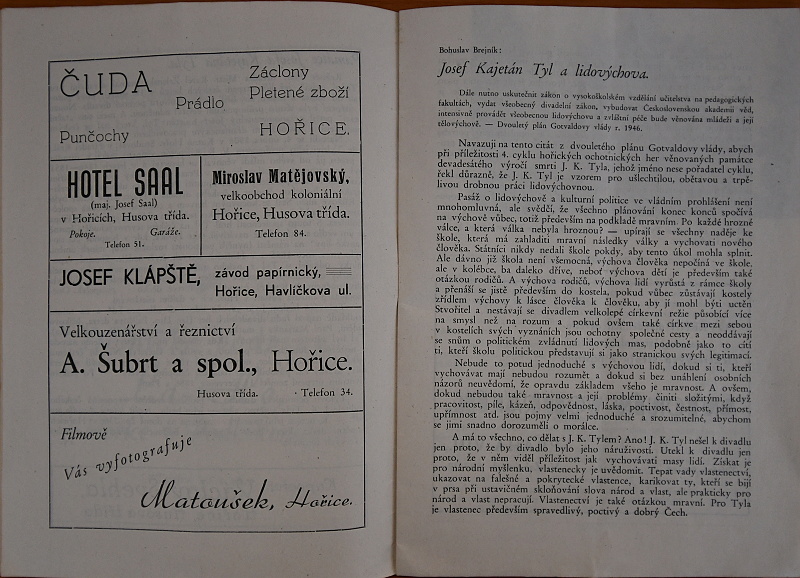 ČUDA
Záclony
Prádlo
Pletené zboží
Punčochy
HOŘICE.
HOTEL SAAL
(maj. Josef Saal)
v Hořicích, Husova třída.
Pokoje. Garáže.
Telefon 51.
Miroslav Matějovský,
velkoobchod koloniální
Hořice, Husova třída.
Telefon 84.
JOSEF KLÁPŠTĚ,
závod papírnický,
Hořice, Havlíčkova ul.
Velkouzenářství a řeznictví
A. Šubrt a spol., Hořice.
Husova třída. · Telefon 34.
Filmově
Vás vyfotografuje
Matoušek, Hořice.
Bohuslav Brejník:
Josef Kajetán Tyl a lidovýchova.
Dále nutno uskutečnit zákon o vysokoškolském vzdělání učitelstva na pedagogických
fakultách, vydat všeobecný divadelní zákon, vybudovat Československou akademii věd,
intensivně provádět všeobecnou lidovýchovu a zvláštní péče bude věnována mládeži a její
tělovýchově. — Dvouletý plán Gotvaldovy vlády r. 1946.
Navazuji na tento citát z dvouletého plánu Gotvaldovy vlády, abych
při příležitosti 4. cyklu hořických ochotnických her věnovaných památce
devadesátého výročí smrti J. K. Tyla, jehož jméno nese pořadatel cyklu,
řekl důrazně, že J. K. Tyl je vzorem pro ušlechtilou, obětavou a trpě-
livou drobnou práci lidovýchovnou.
Pasáž o lidovýchově a kulturní politice ve vládním prohlášení není
mnohomluvná, ale svědčí, že všechno plánování konec konců spočívá
na výchově vůbec, totiž především na podkladě mravním. Po každé hrozné
válce, a která válka nebyla hroznou? — upírají se všechny naděje ke
škole, která má zahladiti mravní následky války a vychovati nového
člověka. Státníci nikdy nedali škole pokdy, aby tento úkol mohla splnit.
Ale dávno již škola není všemocná, výchova člověka nepočíná ve škole,
ale v kolébce, ba daleko dříve, neboť výchova dětí je především také
otázkou rodičů. A výchova rodičů, výchova lidí vyrůstá z rámce školy
a přenáší se jistě především do kostela, pokud vůbec zůstávají kostely
zřídlem výchovy k lásce člověka k člověku, aby jí mohl býti uctěn
Stvořitel a nestávají se divadlem velkolepé církevní režie působící více
na smysl než na rozum a pokud ovšem také církve mezi sebou
v kostelích svých vyznáních jsou ochotny společné cesty a neoddávají
se snům o politickém zvládnutí lidových mas, podobně jako to cítí
ti, kteří školu politickou představují si jako stranickou svých legitimací.
Nebude to potud jednoduché s výchovou lidí, dokud si ti, kteří
vychovávat mají nebudou rozumět a dokud si bez unáhlení osobních
názorů neuvědomí, že opravdu základem všeho je mravnost. A ovšem,
dokud nebudou také mravnost a její problémy činiti složitými, když
pracovitost, píle, kázeň, odpovědnost, láska, poctivost, čestnost, přímost,
upřímnost atd. jsou pojmy velmi jednoduché a srozumitelné, abychom
se jimi snadno dorozuměli o morálce.
A má to všechno, co dělat s J. K. Tylem? Ano! J. K. Tyl nešel k divadlu
jen proto, že by divadlo bylo jeho náruživostí. Utekl k divadlu jen
proto, že v něm viděl příležitost jak vychovávati masy lidí. Získat je
pro národní myšlenku, vlastenecky je uvědomit. Tepat vady vlastenectví,
ukazovat na falešné a pokrytecké vlastence, karikovat ty, kteří se bijí
v prsa při ustavičném skloňování slova národ a vlast, ale prakticky pro
národ a vlast nepracují. Vlastenectví je také otázkou mravní. Pro Tyla
je vlastenec především spravedlivý, poctivý a dobrý Čech.